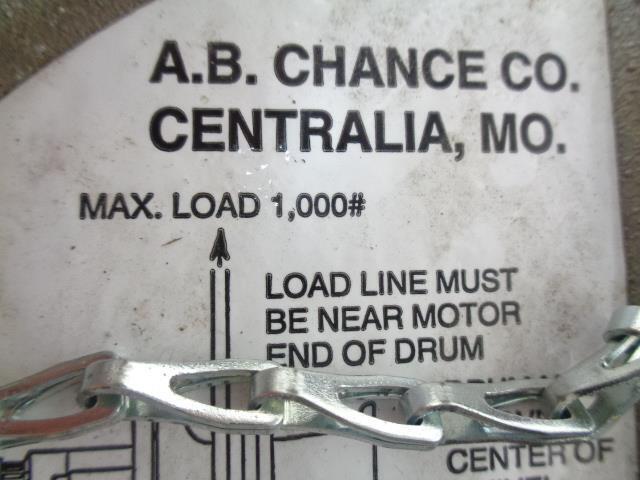 A.B. CHANCE CO.
CENTRALIA, MO.
MAX. LOAD 1,000#
LOAD LINE MUST
BE NEAR MOTOR
END OF DRUM
CENTER OF